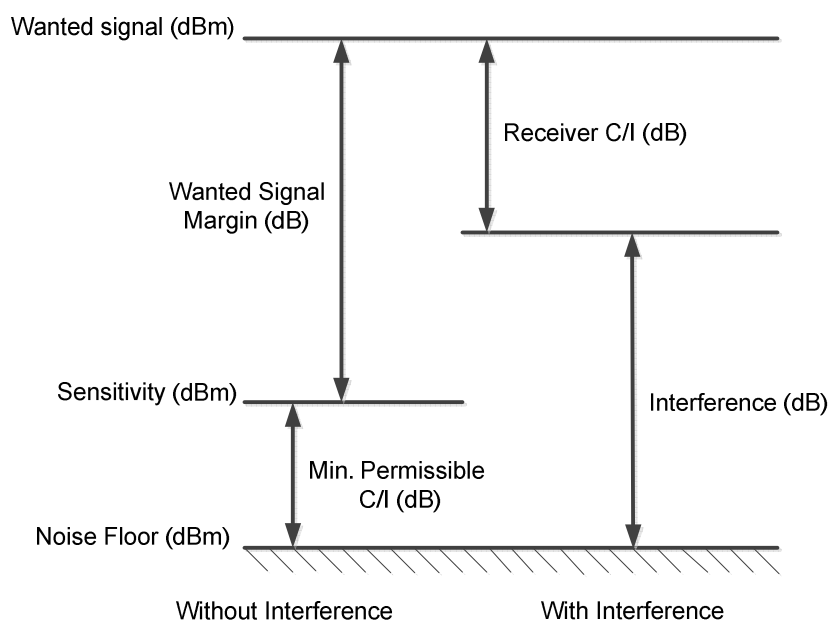 Wanted signal (dBm)
Receiver C/I (dB)
Wanted Signal
Margin (dB)
Sensitivity (dBm)
Interference (dB)
Min. Permissible
C/I (dB)
Noise Floor (dBm)
Without Interference
With Interference